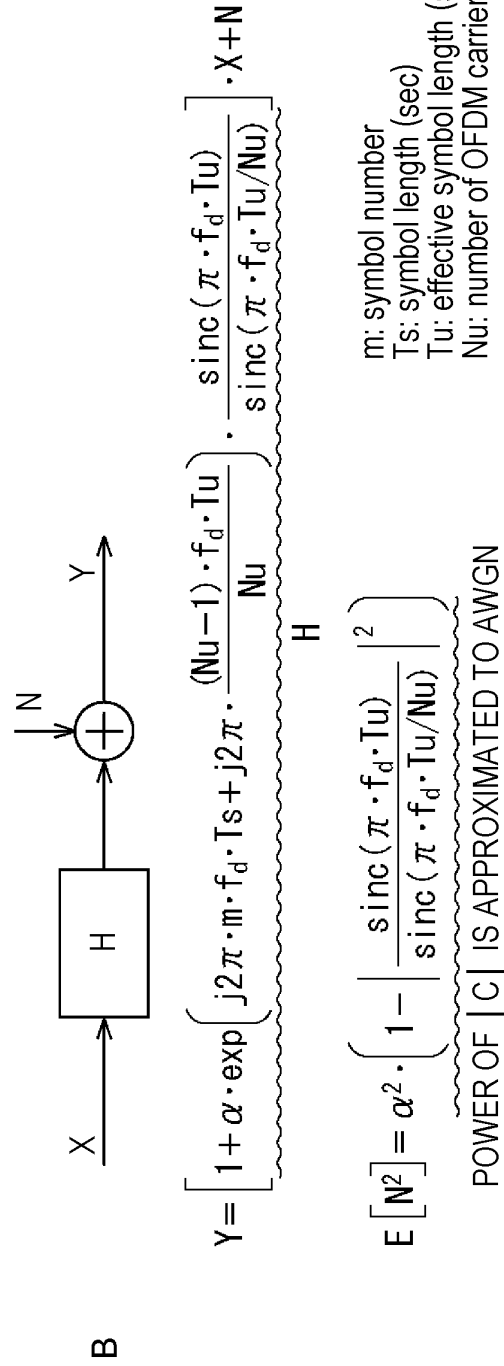 B
X
H
N
Y
Y=[1+α·exp(j2π·m·f_d·Ts+j2π·(Nu−1)·f_d·Tu/Nu)·sinc(π·f_d·Tu)/sinc(π·f_d·Tu/Nu)]·X+N
H
E[N²]=α²·(1−|sinc(π·f_d·Tu)/sinc(π·f_d·Tu/Nu)|²)
POWER OF |C| IS APPROXIMATED TO AWGN
m: symbol number
Ts: symbol length (sec)
Tu: effective symbol length (
Nu: number of OFDM carrier